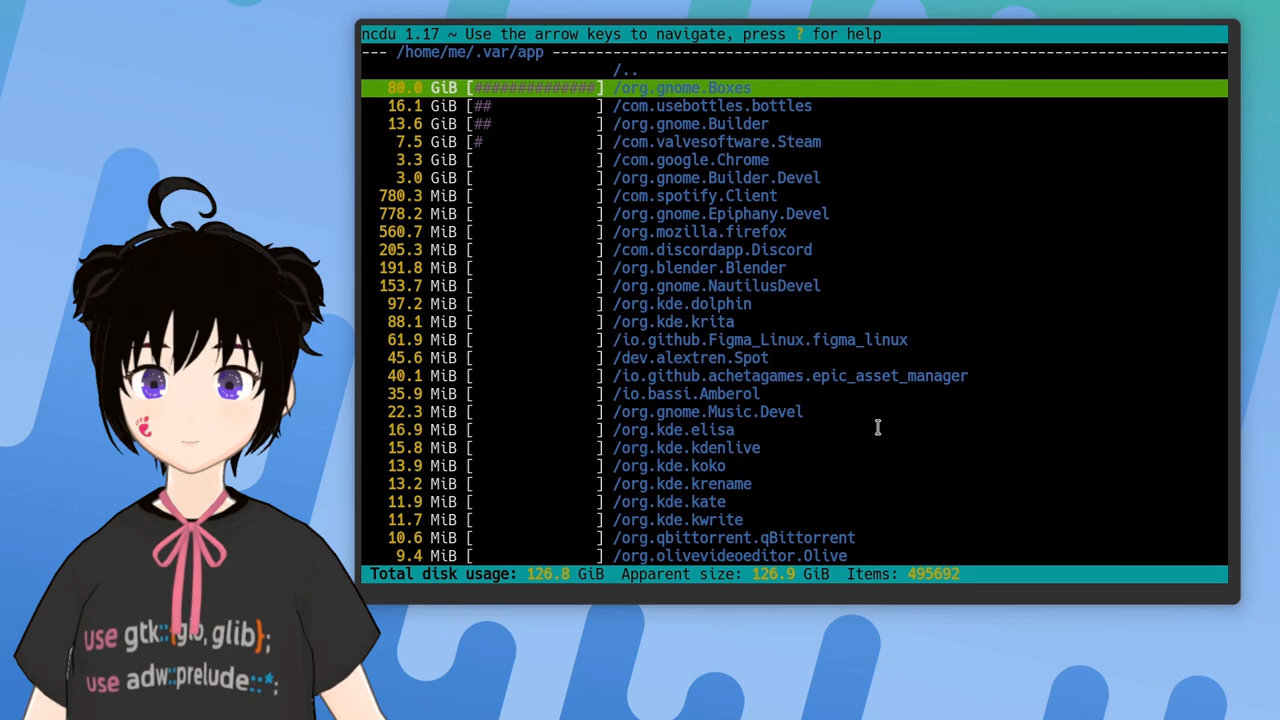 ncdu 1.17 ~ Use the arrow keys to navigate, press ? for help
--- /home/me/.var/app ------------------------------------------------------------------------------
/..
80.0 GiB [##############] /org.gnome.Boxes
16.1 GiB [## ] /com.usebottles.bottles
13.6 GiB [## ] /org.gnome.Builder
7.5 GiB [# ] /com.valvesoftware.Steam
3.3 GiB [ ] /com.google.Chrome
3.0 GiB [ ] /org.gnome.Builder.Devel
780.3 MiB [ ] /com.spotify.Client
778.2 MiB [ ] /org.gnome.Epiphany.Devel
560.7 MiB [ ] /org.mozilla.firefox
205.3 MiB [ ] /com.discordapp.Discord
191.8 MiB [ ] /org.blender.Blender
153.7 MiB [ ] /org.gnome.NautilusDevel
97.2 MiB [ ] /org.kde.dolphin
88.1 MiB [ ] /org.kde.krita
61.9 MiB [ ] /io.github.Figma_Linux.figma_linux
45.6 MiB [ ] /dev.alextren.Spot
40.1 MiB [ ] /io.github.achetagames.epic_asset_manager
35.9 MiB [ ] /io.bassi.Amberol
22.3 MiB [ ] /org.gnome.Music.Devel
16.9 MiB [ ] /org.kde.elisa
15.8 MiB [ ] /org.kde.kdenlive
13.9 MiB [ ] /org.kde.koko
13.2 MiB [ ] /org.kde.krename
11.9 MiB [ ] /org.kde.kate
11.7 MiB [ ] /org.kde.kwrite
10.6 MiB [ ] /org.qbittorrent.qBittorrent
9.4 MiB [ ] /org.olivevideoeditor.Olive
Total disk usage: 126.8 GiB Apparent size: 126.9 GiB Items: 495692
use gtk::{gio, glib};
use adw::prelude::*;